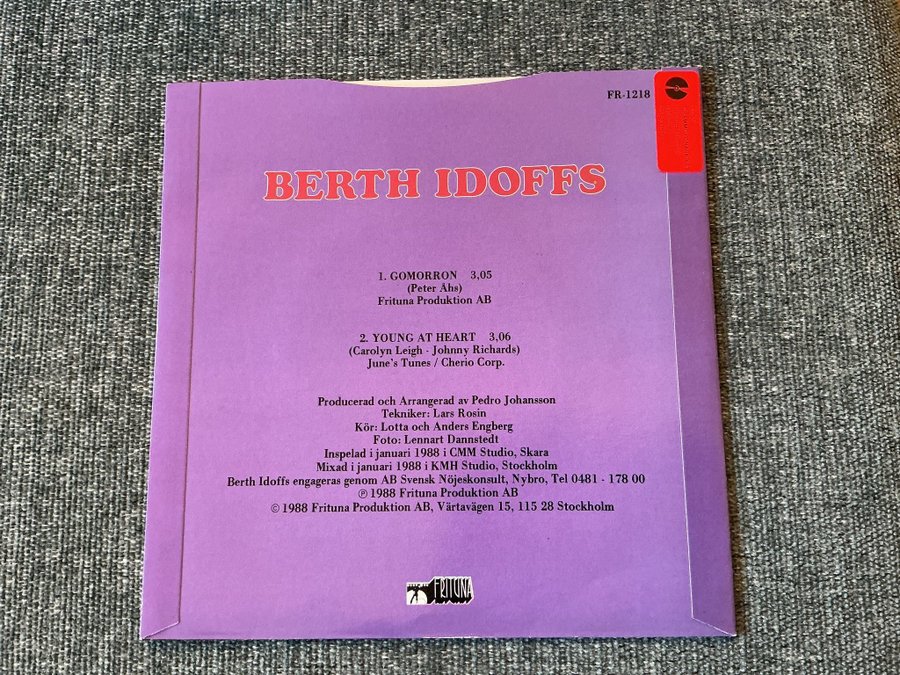 FR-1218
BERTH IDOFFS
1. GOMORRON 3,05
(Peter Åhs)
Frituna Produktion AB
2. YOUNG AT HEART 3,06
(Carolyn Leigh - Johnny Richards)
June's Tunes / Cherio Corp.
Producerad och Arrangerad av Pedro Johansson
Tekniker: Lars Rosin
Kör: Lotta och Anders Engberg
Foto: Lennart Dannstedt
Inspelad i januari 1988 i CMM Studio, Skara
Mixad i januari 1988 i KMH Studio, Stockholm
Berth Idoffs engageras genom AB Svensk Nöjeskonsult, Nybro, Tel 0481 - 178 00
℗ 1988 Frituna Produktion AB
© 1988 Frituna Produktion AB, Värtavägen 15, 115 28 Stockholm
FRITUNA